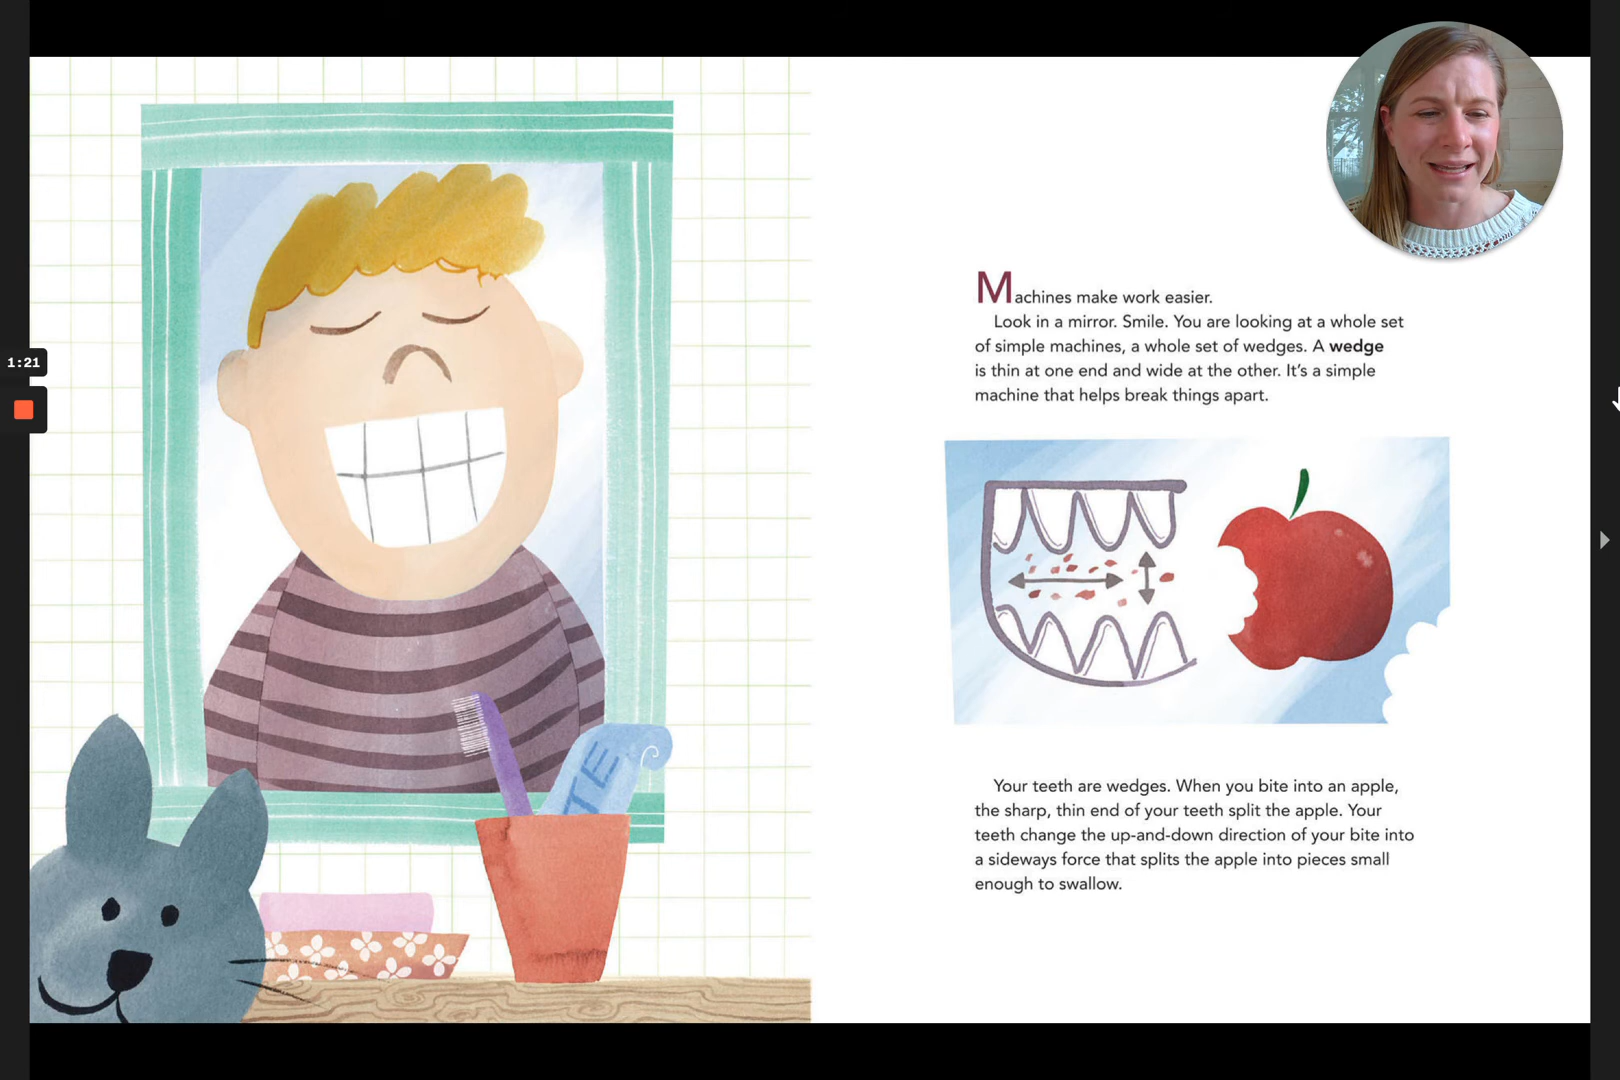 1:21
TE
Machines make work easier.
Look in a mirror. Smile. You are looking at a whole set
of simple machines, a whole set of wedges. A wedge
is thin at one end and wide at the other. It's a simple
machine that helps break things apart.
Your teeth are wedges. When you bite into an apple,
the sharp, thin end of your teeth split the apple. Your
teeth change the up-and-down direction of your bite into
a sideways force that splits the apple into pieces small
enough to swallow.